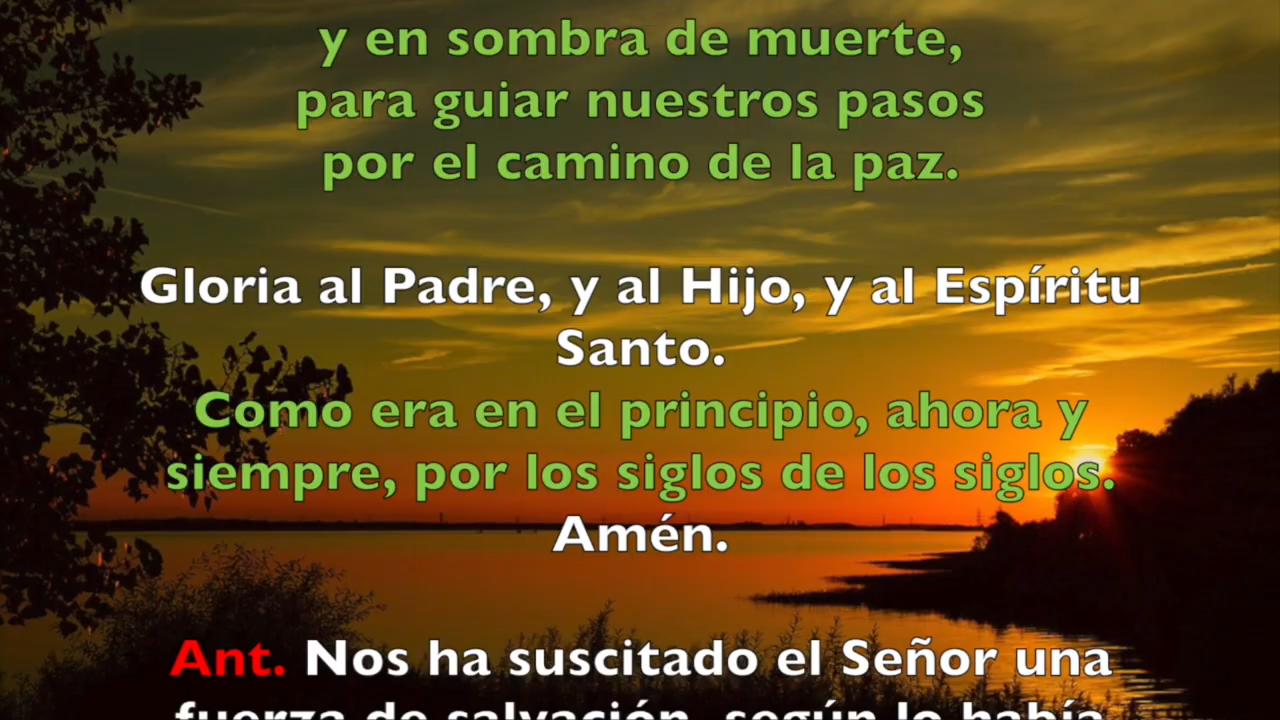 y en sombra de muerte,
para guiar nuestros pasos
por el camino de la paz.
Gloria al Padre, y al Hijo, y al Espíritu
Santo.
Como era en el principio, ahora y
siempre, por los siglos de los siglos.
Amén.
Ant. Nos ha suscitado el Señor una
fuerza de salvación, según lo había